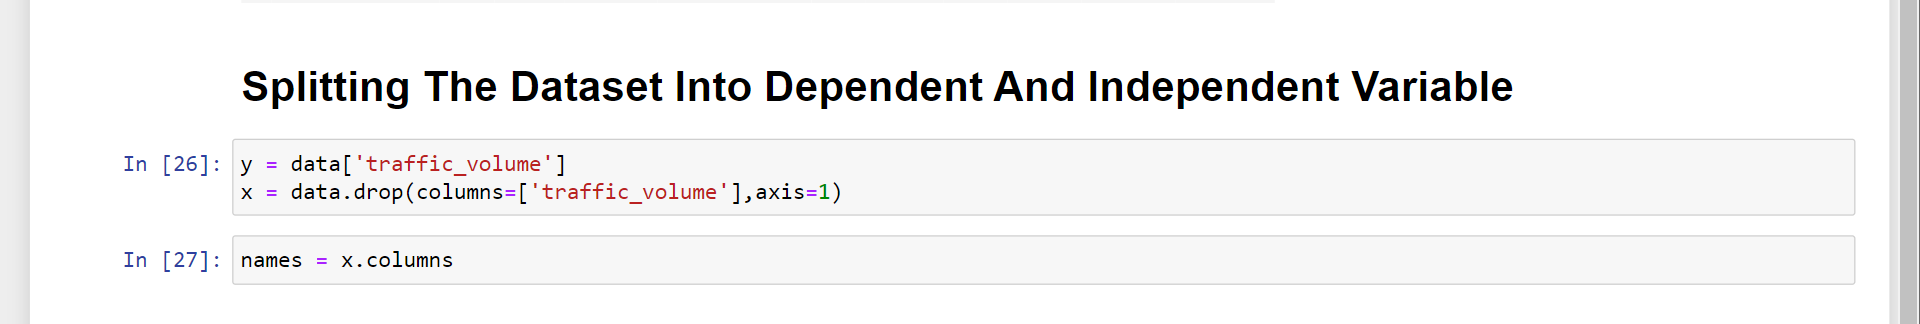 Splitting The Dataset Into Dependent And Independent Variable
In [26]: y = data['traffic_volume']
x = data.drop(columns=['traffic_volume'],axis=1)
In [27]: names = x.columns